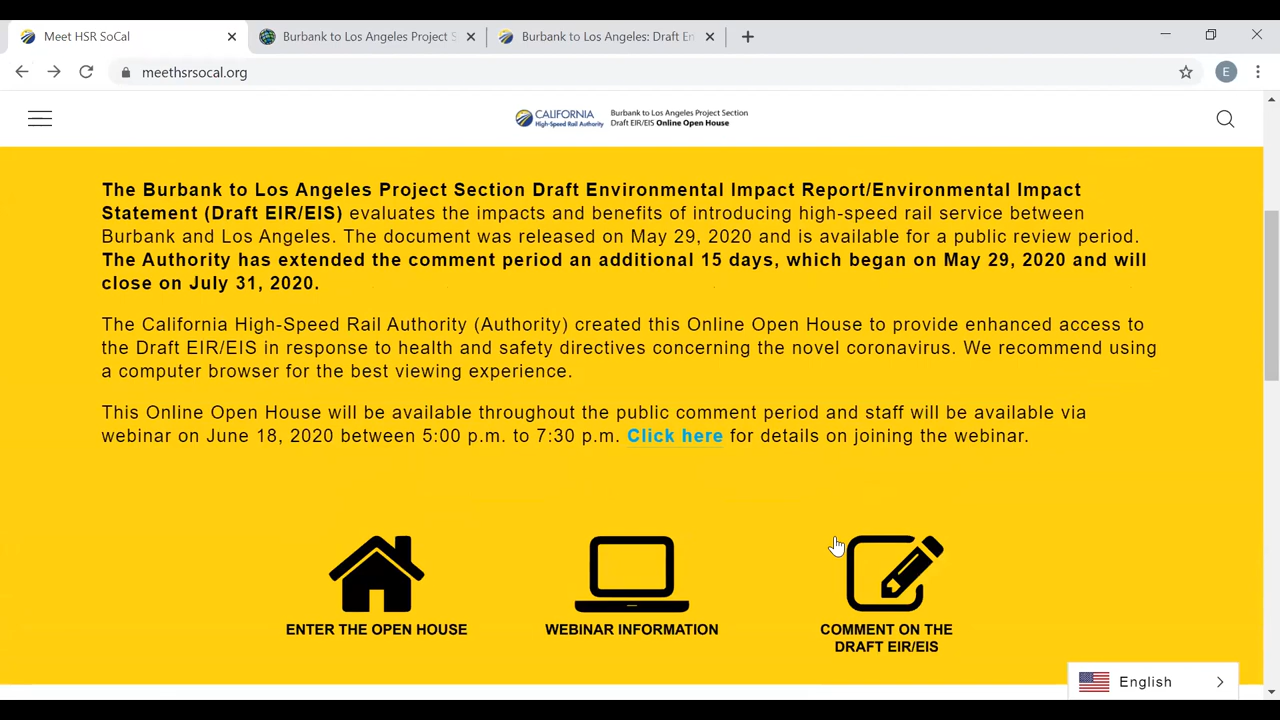 Meet HSR SoCal
Burbank to Los Angeles Project S
Burbank to Los Angeles: Draft En
meethsrsocal.org
E
CALIFORNIA
High-Speed Rail Authority
Burbank to Los Angeles Project Section
Draft EIR/EIS Online Open House
The Burbank to Los Angeles Project Section Draft Environmental Impact Report/Environmental Impact
Statement (Draft EIR/EIS) evaluates the impacts and benefits of introducing high-speed rail service between
Burbank and Los Angeles. The document was released on May 29, 2020 and is available for a public review period.
The Authority has extended the comment period an additional 15 days, which began on May 29, 2020 and will
close on July 31, 2020.
The California High-Speed Rail Authority (Authority) created this Online Open House to provide enhanced access to
the Draft EIR/EIS in response to health and safety directives concerning the novel coronavirus. We recommend using
a computer browser for the best viewing experience.
This Online Open House will be available throughout the public comment period and staff will be available via
webinar on June 18, 2020 between 5:00 p.m. to 7:30 p.m. Click here for details on joining the webinar.
ENTER THE OPEN HOUSE
WEBINAR INFORMATION
COMMENT ON THE
DRAFT EIR/EIS
English